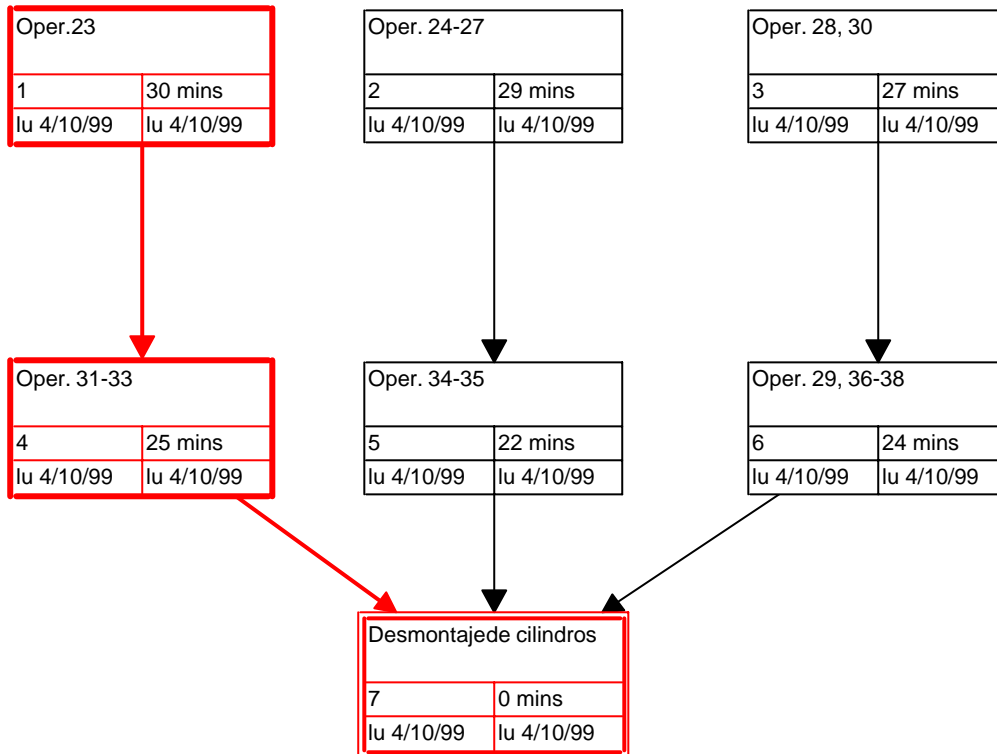 Oper.23
1 30 mins
lu 4/10/99 lu 4/10/99
Oper. 24-27
2 29 mins
lu 4/10/99 lu 4/10/99
Oper. 28, 30
3 27 mins
lu 4/10/99 lu 4/10/99
Oper. 31-33
4 25 mins
lu 4/10/99 lu 4/10/99
Oper. 34-35
5 22 mins
lu 4/10/99 lu 4/10/99
Oper. 29, 36-38
6 24 mins
lu 4/10/99 lu 4/10/99
Desmontajede cilindros
7 0 mins
lu 4/10/99 lu 4/10/99